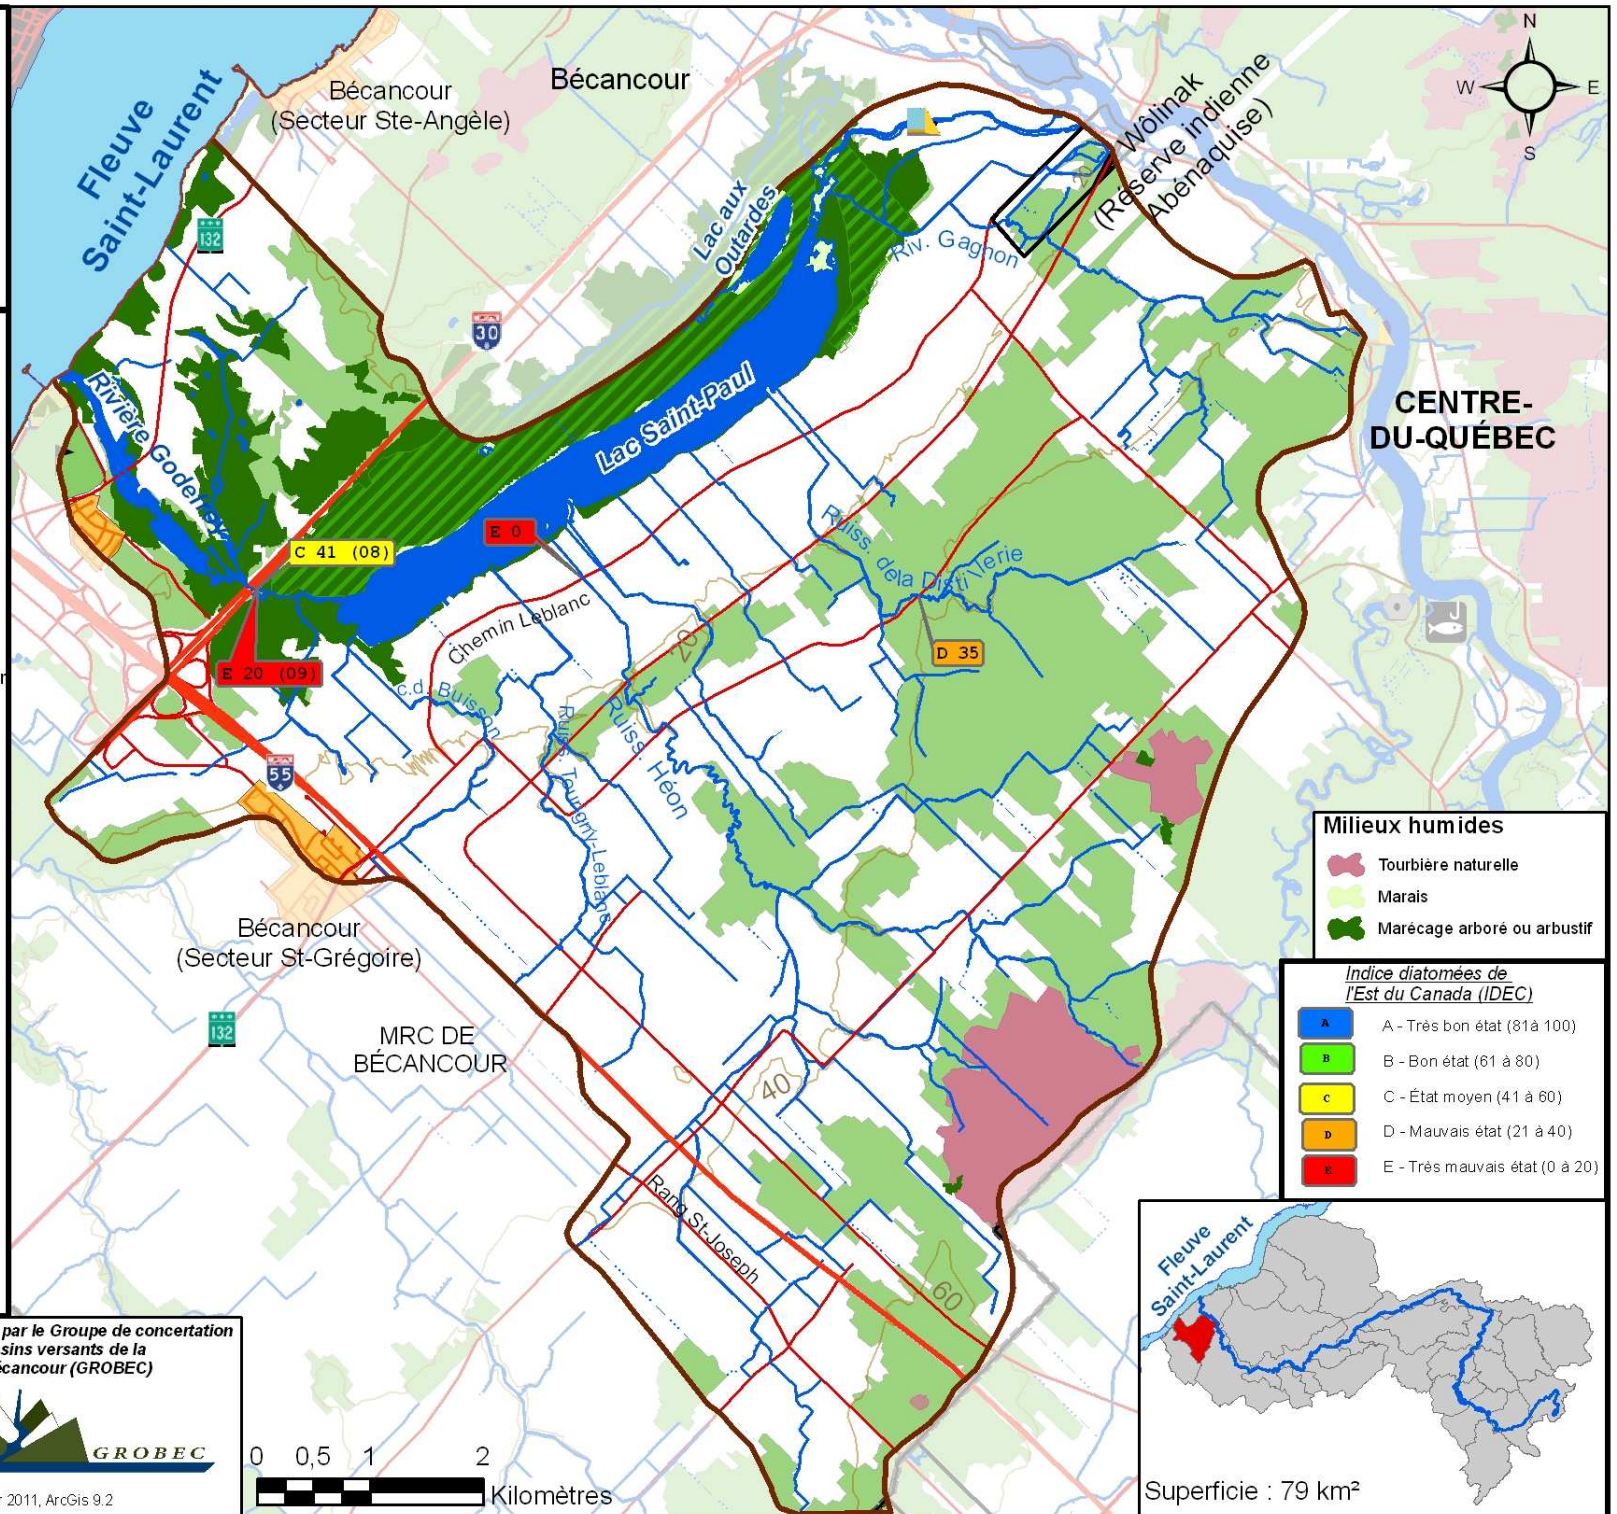 Fleuve
Saint-Laurent
Bécancour
(Secteur Ste-Angèle)
Bécancour
Wôlinak
(Réserve indienne
Abénaquise)
N
W
E
S
132
30
Lac aux
Outardes
Riv. Gagnon
20
Rivière Godefroy
Lac Saint-Paul
CENTRE-
DU-QUÉBEC
C 41 (08)
E 0
E 20 (09)
Ruiss. de la Distillerie
D 35
Chemin Leblanc
20
c.d. Buisson
Ruiss. Tourigny-Leblanc
Ruiss. Héon
55
Bécancour
(Secteur St-Grégoire)
132
MRC DE
BÉCANCOUR
40
Rang St-Joseph
60
Milieux humides
Tourbière naturelle
Marais
Marécage arboré ou arbustif
Indice diatomées de
l'Est du Canada (IDEC)
A A - Très bon état (81à 100)
B B - Bon état (61 à 80)
C C - État moyen (41 à 60)
D D - Mauvais état (21 à 40)
E E - Très mauvais état (0 à 20)
Fleuve
Saint-Laurent
Superficie : 79 km²
par le Groupe de concertation
sins versants de la
écancour (GROBEC)
GROBEC
r 2011, ArcGis 9.2
0 0,5 1 2
Kilomètres